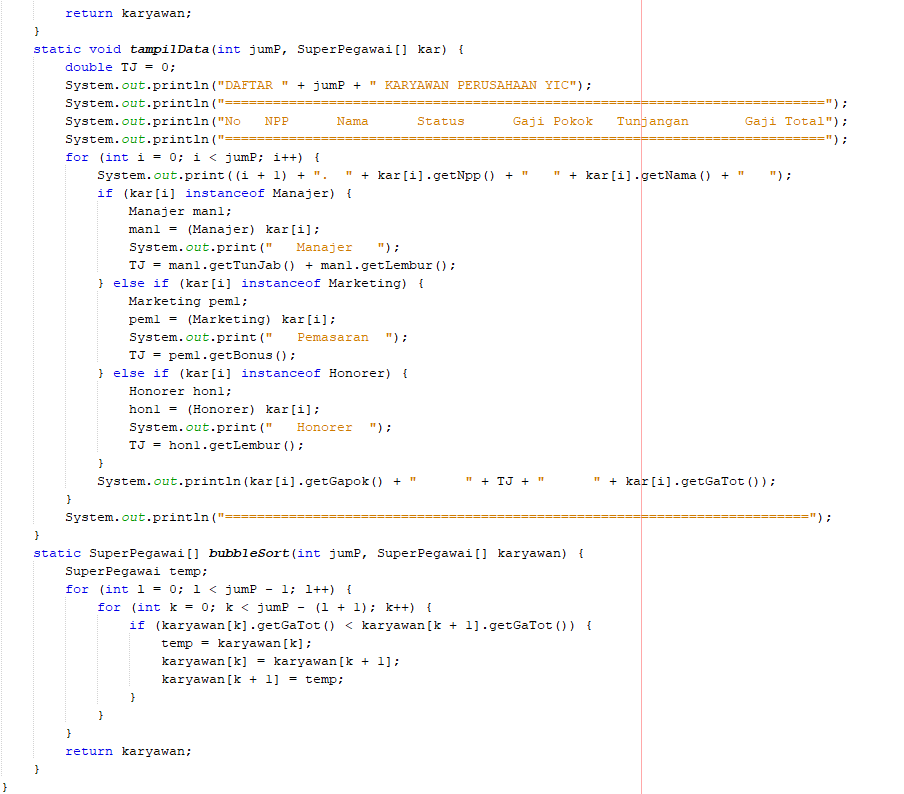 return karyawan;
    }
    static void tampilData(int jumP, SuperPegawai[] kar) {
        double TJ = 0;
        System.out.println("DAFTAR " + jumP + " KARYAWAN PERUSAHAAN YIC");
        System.out.println("===========================================================================");
        System.out.println("No   NPP      Nama      Status      Gaji Pokok   Tunjangan       Gaji Total");
        System.out.println("===========================================================================");
        for (int i = 0; i < jumP; i++) {
            System.out.print((i + 1) + ".  " + kar[i].getNpp() + "   " + kar[i].getNama() + "   ");
            if (kar[i] instanceof Manajer) {
                Manajer man1;
                man1 = (Manajer) kar[i];
                System.out.print("   Manajer   ");
                TJ = man1.getTunJab() + man1.getLembur();
            } else if (kar[i] instanceof Marketing) {
                Marketing pem1;
                pem1 = (Marketing) kar[i];
                System.out.print("   Pemasaran  ");
                TJ = pem1.getBonus();
            } else if (kar[i] instanceof Honorer) {
                Honorer hon1;
                hon1 = (Honorer) kar[i];
                System.out.print("   Honorer  ");
                TJ = hon1.getLembur();
            }
            System.out.println(kar[i].getGapok() + "      " + TJ + "      " + kar[i].getGaTot());
        }
        System.out.println("=========================================================================");
    }
    static SuperPegawai[] bubbleSort(int jumP, SuperPegawai[] karyawan) {
        SuperPegawai temp;
        for (int l = 0; l < jumP - 1; l++) {
            for (int k = 0; k < jumP - (l + 1); k++) {
                if (karyawan[k].getGaTot() < karyawan[k + 1].getGaTot()) {
                    temp = karyawan[k];
                    karyawan[k] = karyawan[k + 1];
                    karyawan[k + 1] = temp;
                }
            }
        }
        return karyawan;
    }
}